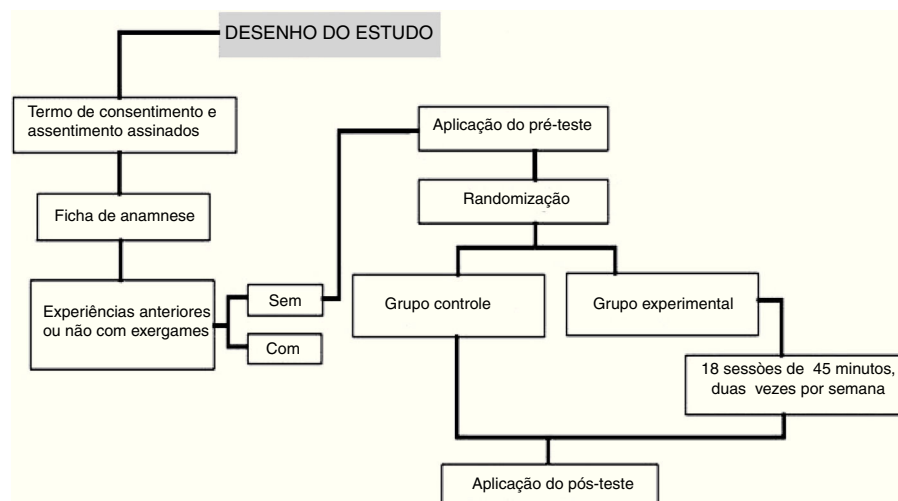 DESENHO DO ESTUDO
Termo de consentimento e
assentimento assinados
Ficha de anamnese
Experiências anteriores
ou não com exergames
Sem
Com
Aplicação do pré-teste
Randomização
Grupo controle
Grupo experimental
18 sessòes de 45 minutos,
duas vezes por semana
Aplicação do pós-teste